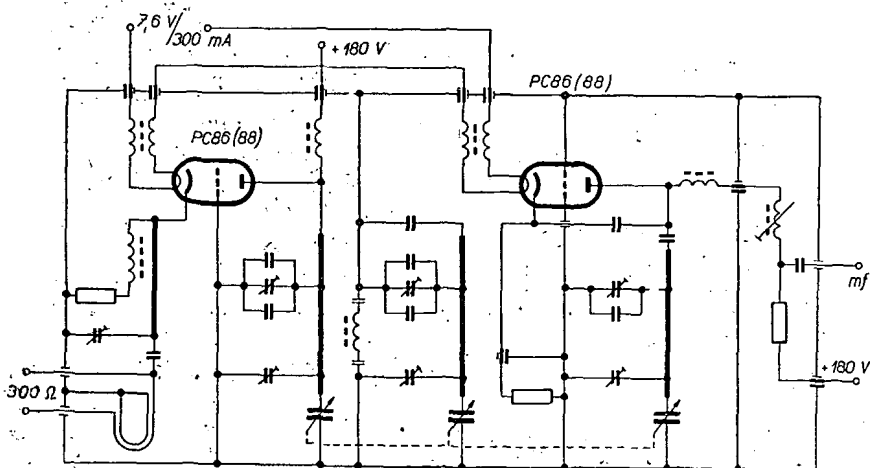 7,6 V/
300 mA
+180 V
PC86(88)
PC86(88)
mf
300 Ω
+180 V